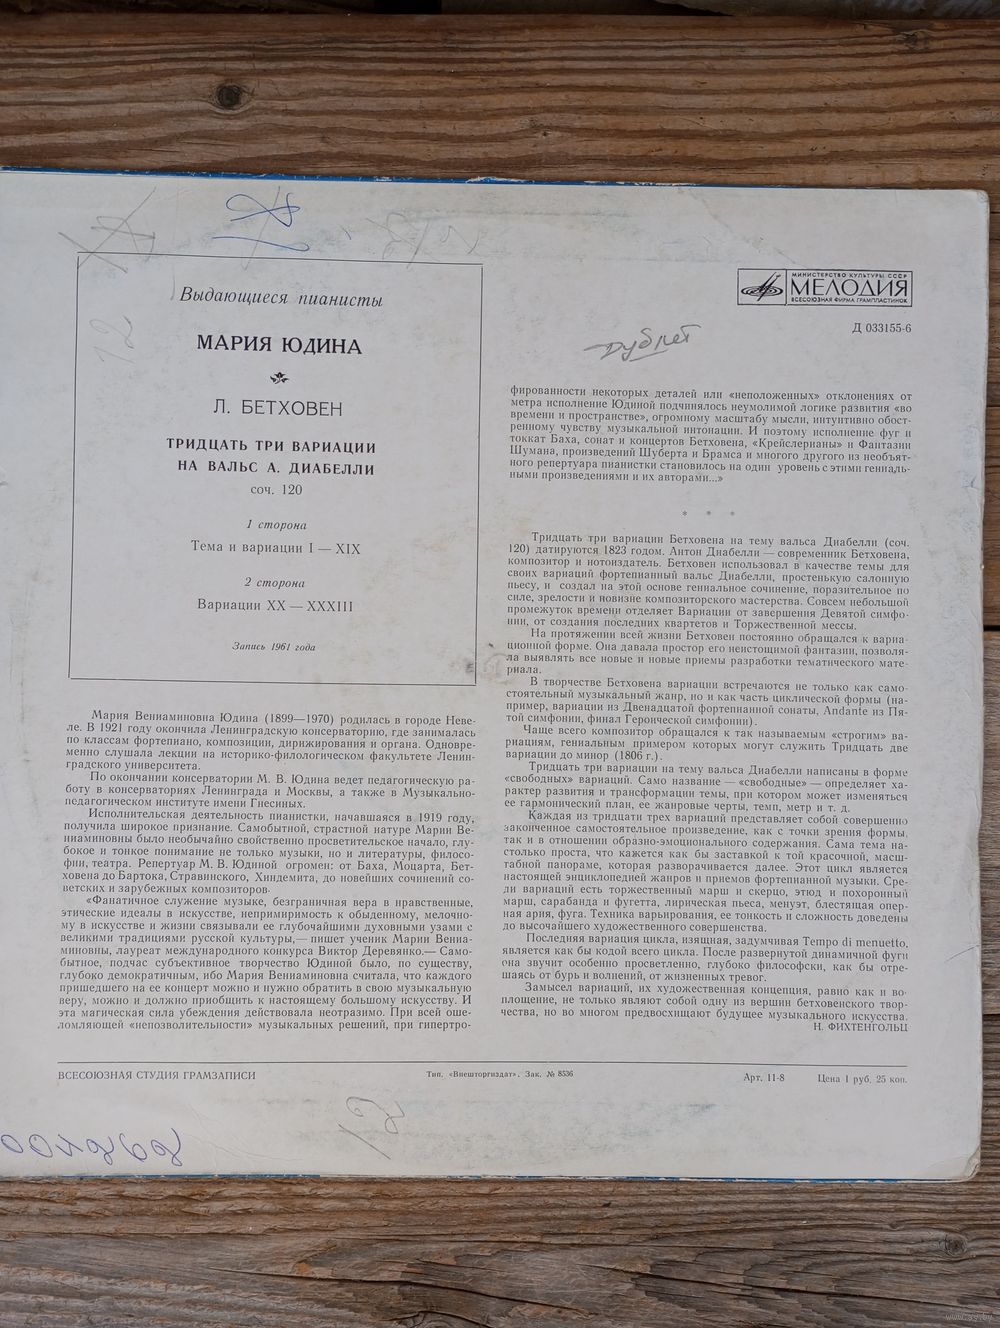 Выдающиеся пианисты
МАРИЯ ЮДИНА
Л. БЕТХОВЕН
ТРИДЦАТЬ ТРИ ВАРИАЦИИ
НА ВАЛЬС А. ДИАБЕЛЛИ
соч. 120
1 сторона
Тема и вариации I — XIX
2 сторона
Вариации XX — XXXIII
Запись 1961 года
Мария Вениаминовна Юдина (1899—1970) родилась в городе Неве-
ле. В 1921 году окончила Ленинградскую консерваторию, где занималась
по классам фортепиано, композиции, дирижирования и органа. Одновре-
менно слушала лекции на историко-филологическом факультете Ленин-
градского университета.
По окончании консерватории М. В. Юдина ведет педагогическую ра-
боту в консерваториях Ленинграда и Москвы, а также в Музыкально-
педагогическом институте имени Гнесиных.
Исполнительская деятельность пианистки, начавшаяся в 1919 году,
получила широкое признание. Самобытной, страстной натуре Марии Ве-
ниаминовны было необычайно свойственно просветительское начало, глу-
бокое и тонкое понимание не только музыки, но и литературы, филосо-
фии, театра. Репертуар М. В. Юдиной огромен: от Баха, Моцарта, Бет-
ховена до Бартока, Стравинского, Хиндемита, до новейших сочинений со-
ветских и зарубежных композиторов.
«Фанатичное служение музыке, безграничная вера в нравственные,
этические идеалы в искусстве, непримиримость к обыденному, мелочно-
му в искусстве и жизни связывали ее глубочайшими духовными узами с
великими традициями русской культуры,— пишет ученик Марии Вениа-
миновны, лауреат международного конкурса Виктор Деревянко.— Само-
бытное, подчас субъективное творчество Юдиной было, по существу,
глубоко демократичным, ибо Мария Вениаминовна считала, что каждого
пришедшего на ее концерт можно и нужно обратить в свою музыкальную
веру, можно и должно приобщить к настоящему большому искусству. И
эта магическая сила убеждения действовала неотразимо. При всей оше-
ломляющей «непозволительности» музыкальных решений, при гипертро-
МИНИСТЕРСТВО КУЛЬТУРЫ СССР
МЕЛОДИЯ
ВСЕСОЮЗНАЯ ФИРМА ГРАМПЛАСТИНОК
Д 033155-6
дублет
фированности некоторых деталей или «неположенных» отклонениях от
метра исполнение Юдиной подчинялось неумолимой логике развития «во
времени и пространстве», огромному масштабу мысли, интуитивно обост-
ренному чувству музыкальной интонации. И поэтому исполнение фуг и
токкат Баха, сонат и концертов Бетховена, «Крейслерианы» и Фантазии
Шумана, произведений Шуберта и Брамса и многого другого из необъят-
ного репертуара пианистки становилось на один уровень с этими гениаль-
ными произведениями и их авторами...»
* * *
Тридцать три вариации Бетховена на тему вальса Диабелли (соч.
120) датируются 1823 годом. Антон Диабелли — современник Бетховена,
композитор и нотоиздатель. Бетховен использовал в качестве темы для
своих вариаций фортепианный вальс Диабелли, простенькую салонную
пьесу, и создал на этой основе гениальное сочинение, поразительное по
силе, зрелости и новизне композиторского мастерства. Совсем небольшой
промежуток времени отделяет Вариации от завершения Девятой симфо-
нии, от создания последних квартетов и Торжественной мессы.
На протяжении всей жизни Бетховен постоянно обращался к вариа-
ционной форме. Она давала простор его неистощимой фантазии, позволя-
ла выявлять все новые и новые приемы разработки тематического мате-
риала.
В творчестве Бетховена вариации встречаются не только как само-
стоятельный музыкальный жанр, но и как часть циклической формы (на-
пример, вариации из Двенадцатой фортепианной сонаты, Andante из Пя-
той симфонии, финал Героической симфонии).
Чаще всего композитор обращался к так называемым «строгим» ва-
риациям, гениальным примером которых могут служить Тридцать две
вариации до минор (1806 г.).
Тридцать три вариации на тему вальса Диабелли написаны в форме
«свободных» вариаций. Само название — «свободные» — определяет ха-
рактер развития и трансформации темы, при котором может изменяться
ее гармонический план, ее жанровые черты, темп, метр и т. д.
Каждая из тридцати трех вариаций представляет собой совершенно
законченное самостоятельное произведение, как с точки зрения формы,
так и в отношении образно-эмоционального содержания. Сама тема на-
столько проста, что кажется как бы заставкой к той красочной, масш-
табной панораме, которая разворачивается далее. Этот цикл является
настоящей энциклопедией жанров и приемов фортепианной музыки. Сре-
ди вариаций есть торжественный марш и скерцо, этюд и похоронный
марш, сарабанда и фугетта, лирическая пьеса, менуэт, блестящая опер-
ная ария, фуга. Техника варьирования, ее тонкость и сложность доведены
до высочайшего художественного совершенства.
Последняя вариация цикла, изящная, задумчивая Tempo di menuetto,
является как бы кодой всего цикла. После развернутой динамичной фуги
она звучит особенно просветленно, глубоко философски, как бы отре-
шаясь от бурь и волнений, от жизненных тревог.
Замысел вариаций, их художественная концепция, равно как и во-
площение, не только являют собой одну из вершин бетховенского твор-
чества, но во многом предвосхищают будущее музыкального искусства.
Н. ФИХТЕНГОЛЬЦ
ВСЕСОЮЗНАЯ СТУДИЯ ГРАМЗАПИСИ
Тип. «Внешторгиздат». Зак. № 8536
Арт. 11-8
Цена 1 руб. 25 коп.